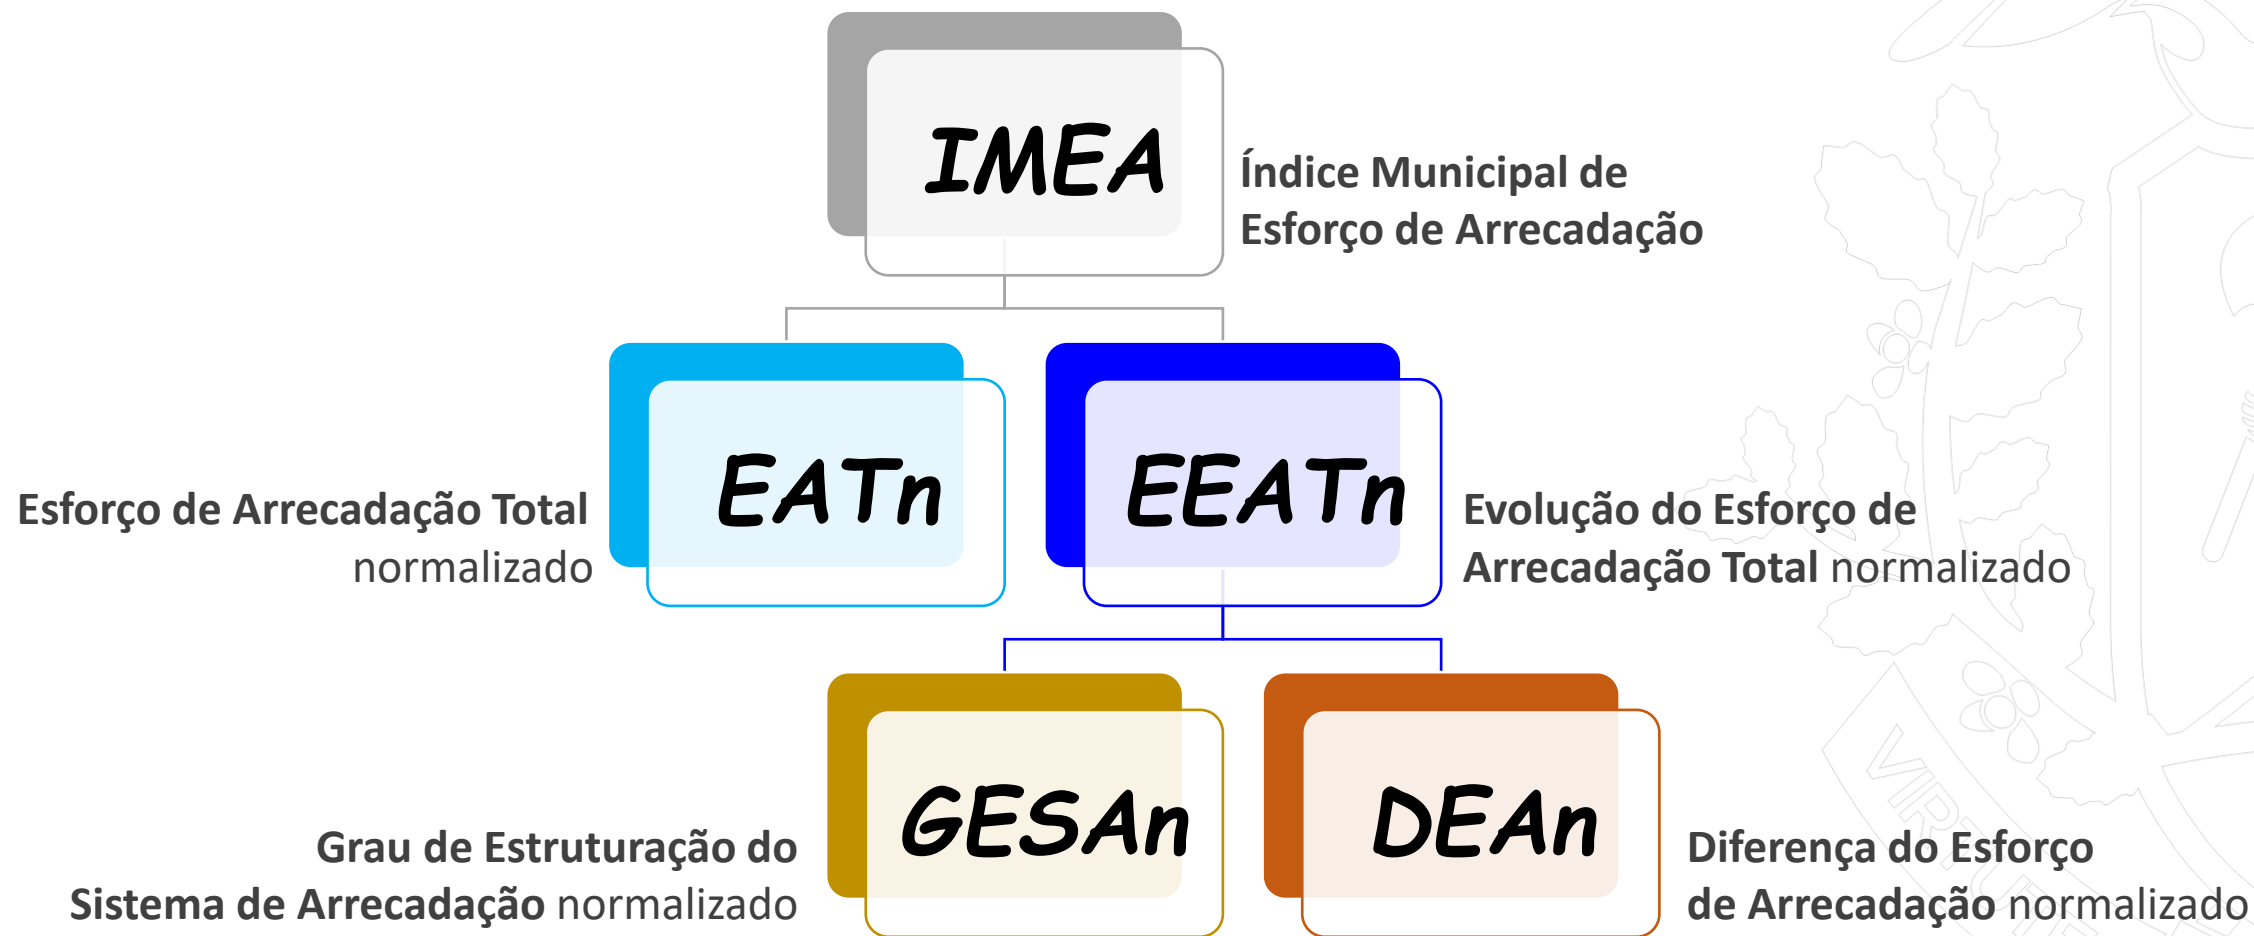 IMEA
Índice Municipal de
Esforço de Arrecadação
Esforço de Arrecadação Total
normalizado
EATn
EEATn
Evolução do Esforço de
Arrecadação Total normalizado
Grau de Estruturação do
Sistema de Arrecadação normalizado
GESAn
DEAn
Diferença do Esforço
de Arrecadação normalizado